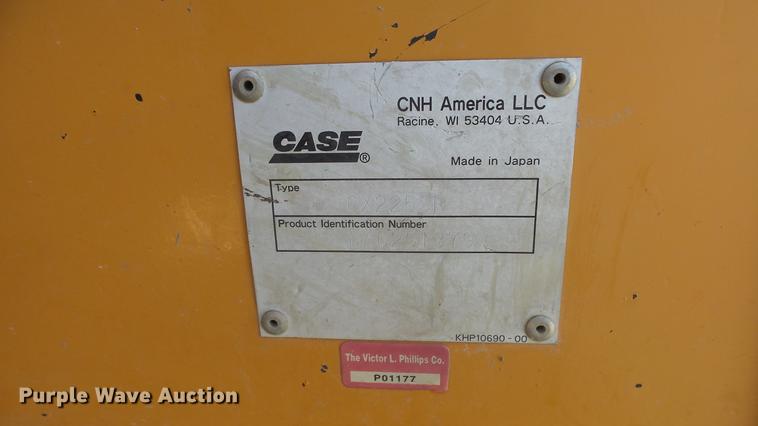 CNH America LLC
Racine, WI 53404 U.S.A.
CASE®
Made in Japan
Type
Product Identification Number
KHP10690-00
The Victor L. Phillips Co.
P01177
Purple Wave Auction